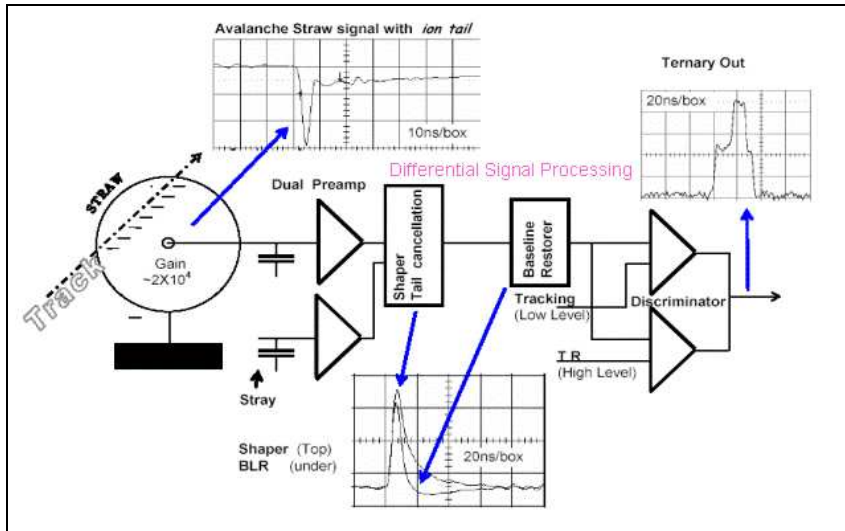 Avalanche Straw signal with ion tail
10ns/box
Ternary Out
20ns/box
Differential Signal Processing
STRAW
Track
Dual Preamp
Gain
~2X10⁴
Shaper
Tail cancellation
Baseline
Restorer
Tracking
(Low Level)
Discriminator
TR
(High Level)
Stray
Shaper (Top)
BLR (under)
20ns/box